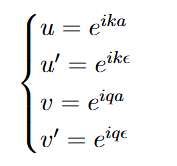 u = e^{ika}
u' = e^{ikϵ}
v = e^{iqa}
v' = e^{iqϵ}